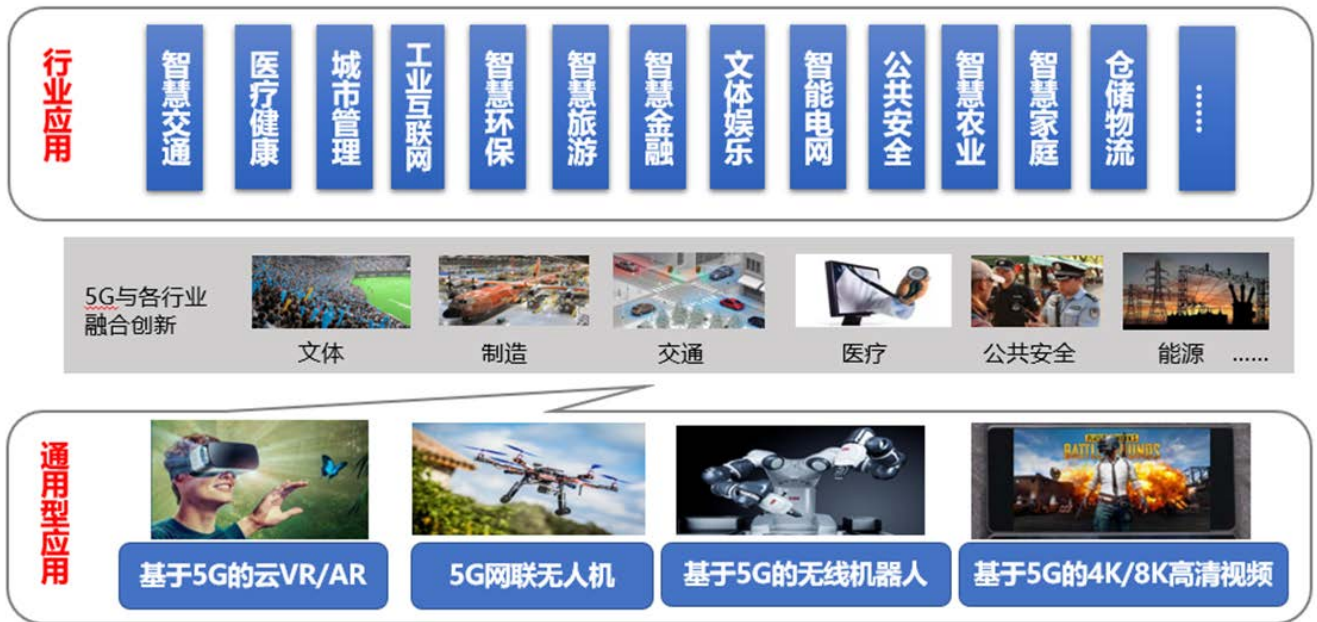 行业应用
智慧交通
医疗健康
城市管理
工业互联网
智慧环保
智慧旅游
智慧金融
文体娱乐
智能电网
公共安全
智慧农业
智慧家庭
仓储物流
......
5G与各行业
融合创新
文体
制造
交通
医疗
公共安全
能源 ......
通用型应用
BATTLEGROUNDS
基于5G的云VR/AR
5G网联无人机
基于5G的无线机器人
基于5G的4K/8K高清视频